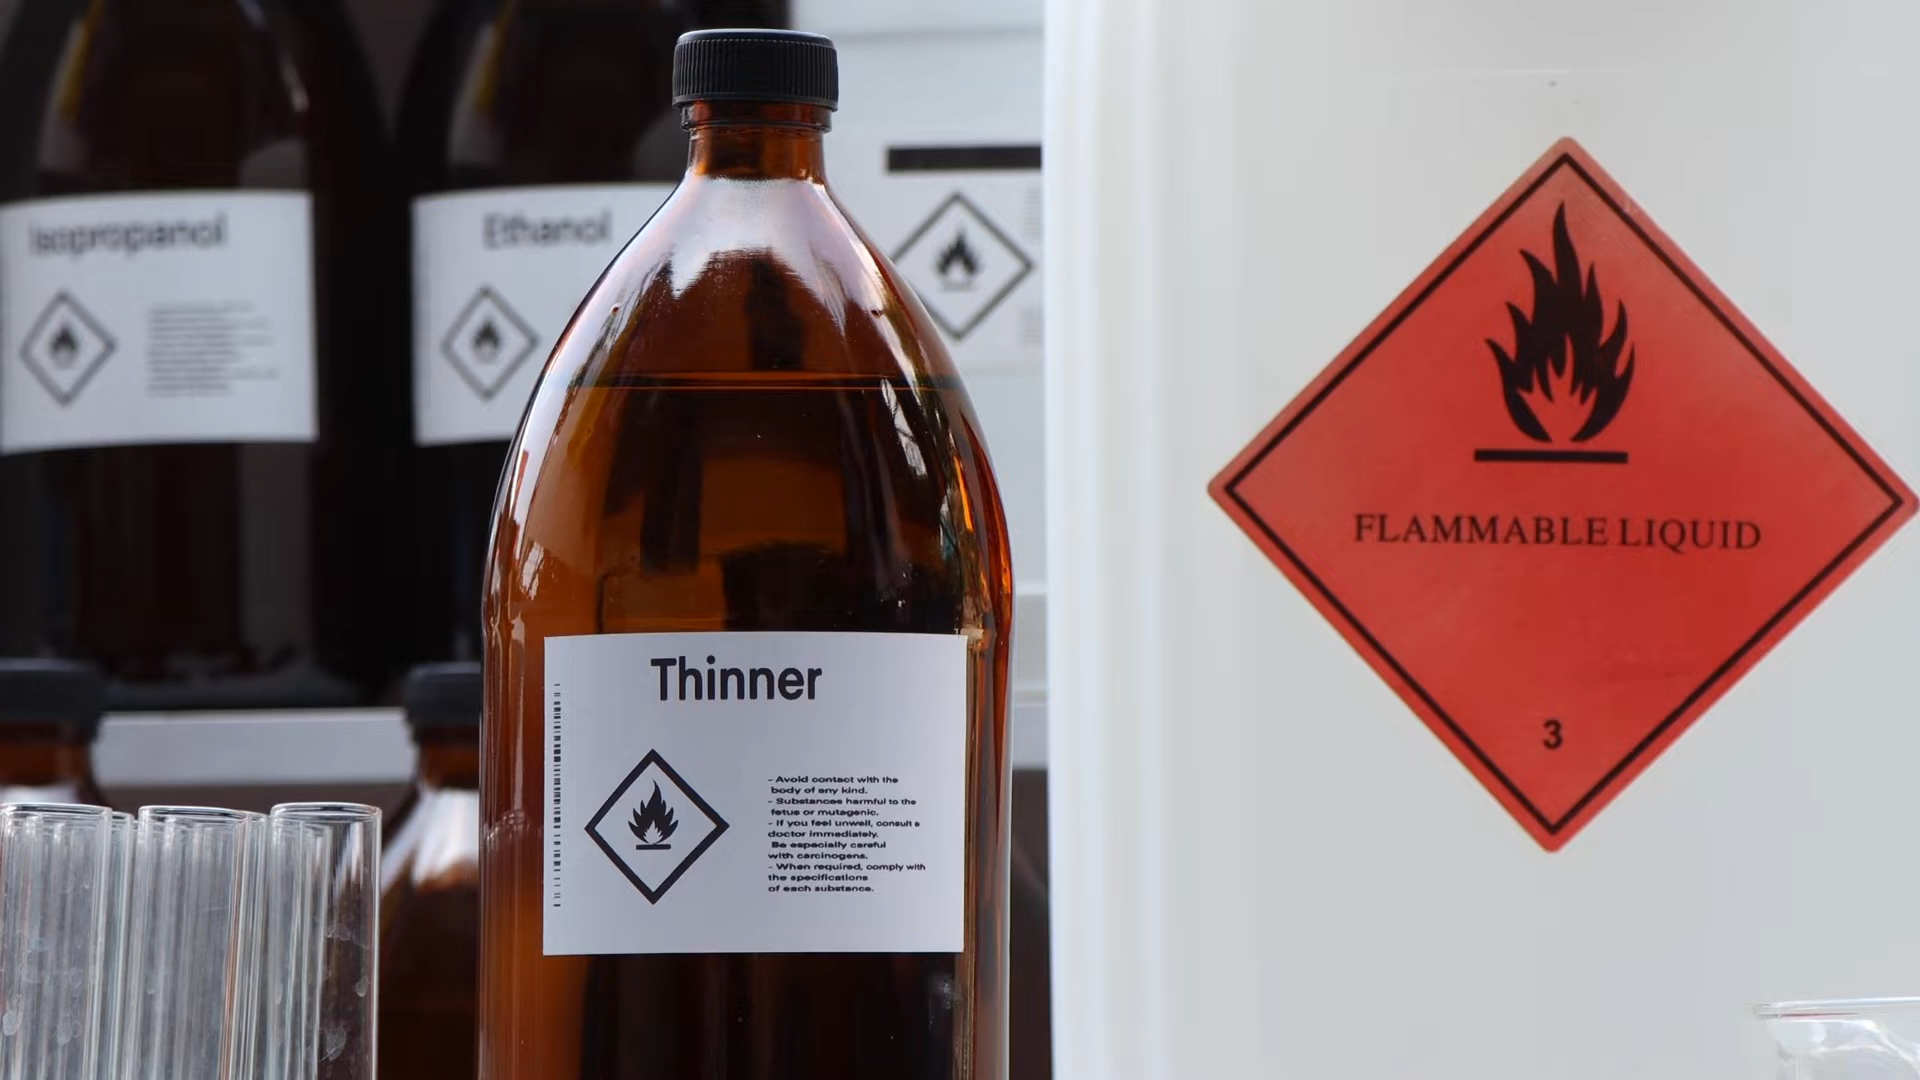 Isopropanol
Ethanol
Thinner
- Avoid contact with the
body of any kind.
- Substances harmful to the
fetus or mutagenic.
- If you feel unwell, consult a
doctor immediately.
Be especially careful
with carcinogens.
- When required, comply with
the specifications
of each substance.
FLAMMABLE LIQUID
3